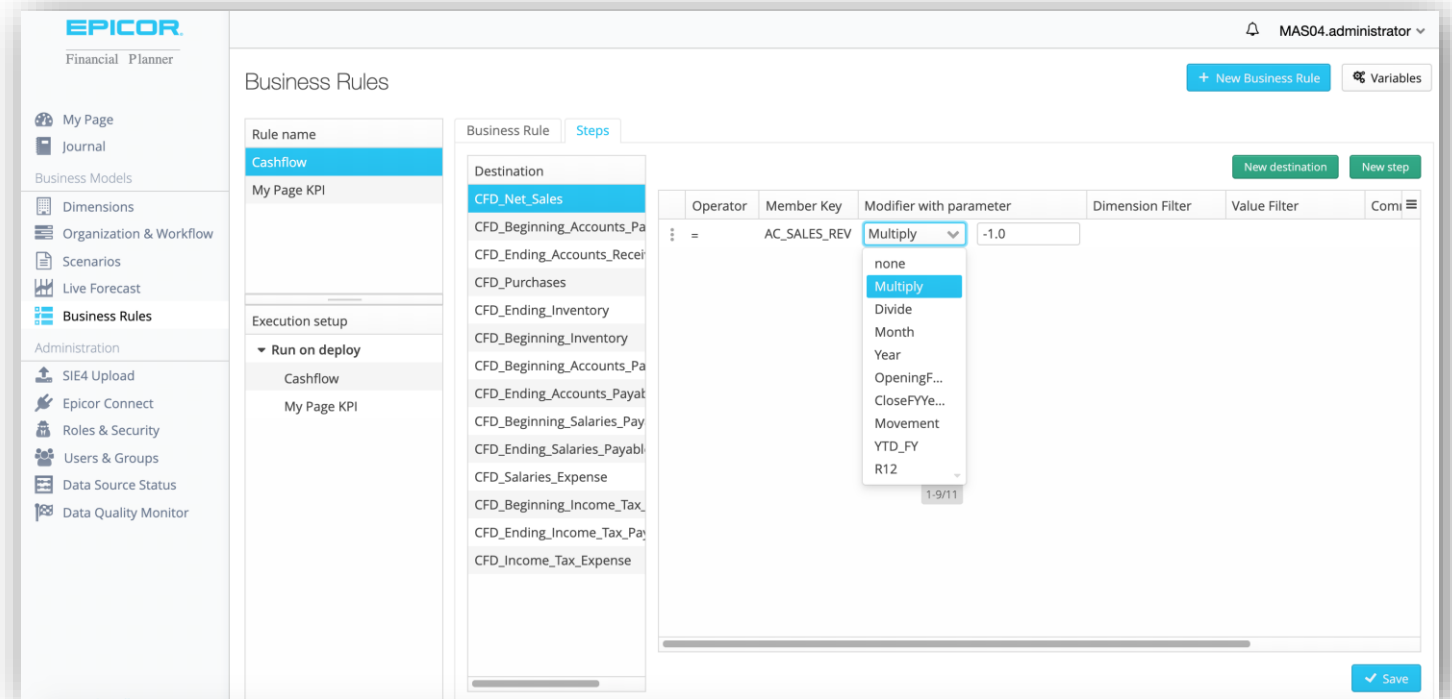 EPICOR
Financial Planner
MAS04.administrator
Business Rules
+ New Business Rule
Variables
My Page
Journal
Business Models
Dimensions
Organization & Workflow
Scenarios
Live Forecast
Business Rules
Administration
SIE4 Upload
Epicor Connect
Roles & Security
Users & Groups
Data Source Status
Data Quality Monitor
Rule name
Cashflow
My Page KPI
Execution setup
Run on deploy
Cashflow
My Page KPI
Business Rule
Steps
Destination
CFD_Net_Sales
CFD_Beginning_Accounts_Pa
CFD_Ending_Accounts_Recei
CFD_Purchases
CFD_Ending_Inventory
CFD_Beginning_Inventory
CFD_Beginning_Accounts_Pa
CFD_Ending_Accounts_Payab
CFD_Beginning_Salaries_Pay
CFD_Ending_Salaries_Payabl
CFD_Salaries_Expense
CFD_Beginning_Income_Tax_
CFD_Ending_Income_Tax_Pay
CFD_Income_Tax_Expense
New destination
New step
Operator Member Key Modifier with parameter Dimension Filter Value Filter Comm
= AC_SALES_REV Multiply -1.0
none
Multiply
Divide
Month
Year
OpeningF...
CloseFYYe...
Movement
YTD_FY
R12
1-9/11
Save